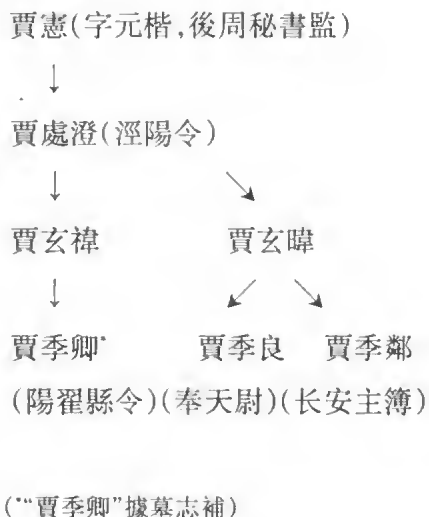 賈憲(字元楷,後周秘書監)
賈處澄(涇陽令)
賈玄禕 賈玄暐
賈季卿* 賈季良 賈季鄰
(陽翟縣令)(奉天尉)(长安主簿)
(*“賈季卿”據墓志補)